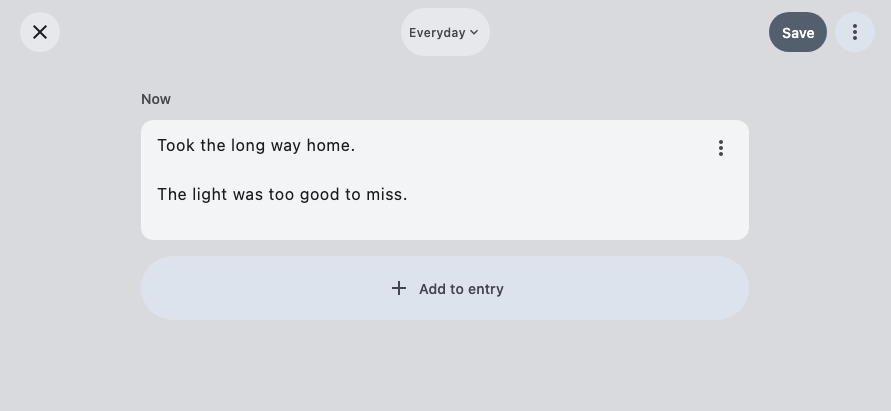 Everyday
Save
Now
Took the long way home.
The light was too good to miss.
Add to entry